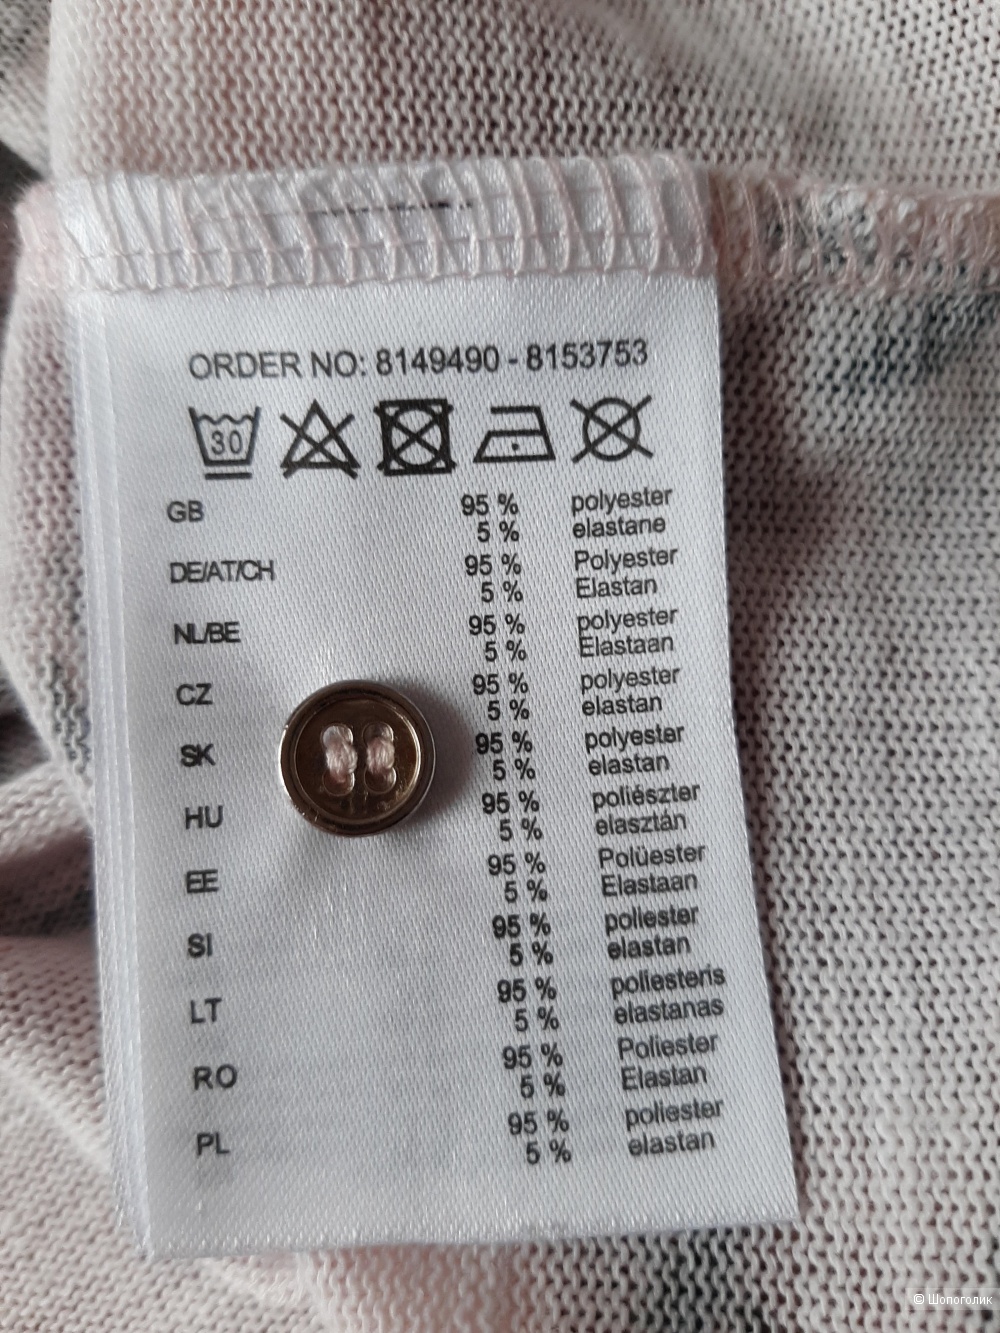 ORDER NO: 8149490 - 8153753
30
GB 95 % polyester
5 % elastane
DE/AT/CH 95 % Polyester
5 % Elastan
NL/BE 95 % polyester
5 % Elastaan
CZ 95 % polyester
5 % elastan
SK 95 % polyester
5 % elastan
HU 95 % poliészter
5 % elasztán
EE 95 % Polüester
5 % Elastaan
SI 95 % poliester
5 % elastan
LT 95 % poliesteris
5 % elastanas
RO 95 % Poliester
5 % Elastan
PL 95 % poliester
5 % elastan
© Шопоголик